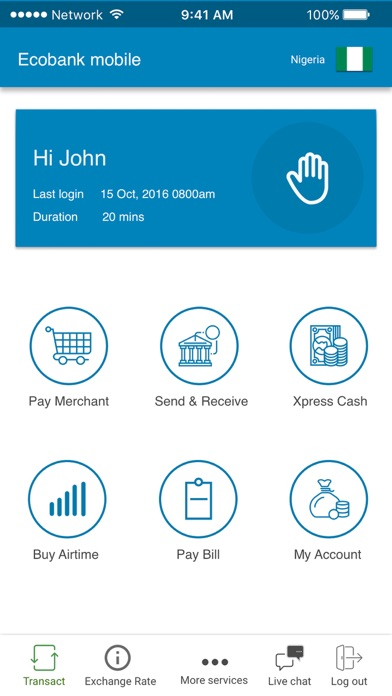 Network 9:41 AM 100%
Ecobank mobile Nigeria
Hi John
Last login 15 Oct, 2016 0800am
Duration 20 mins
Pay Merchant Send & Receive Xpress Cash
Buy Airtime Pay Bill My Account
Transact Exchange Rate More services Live chat Log out